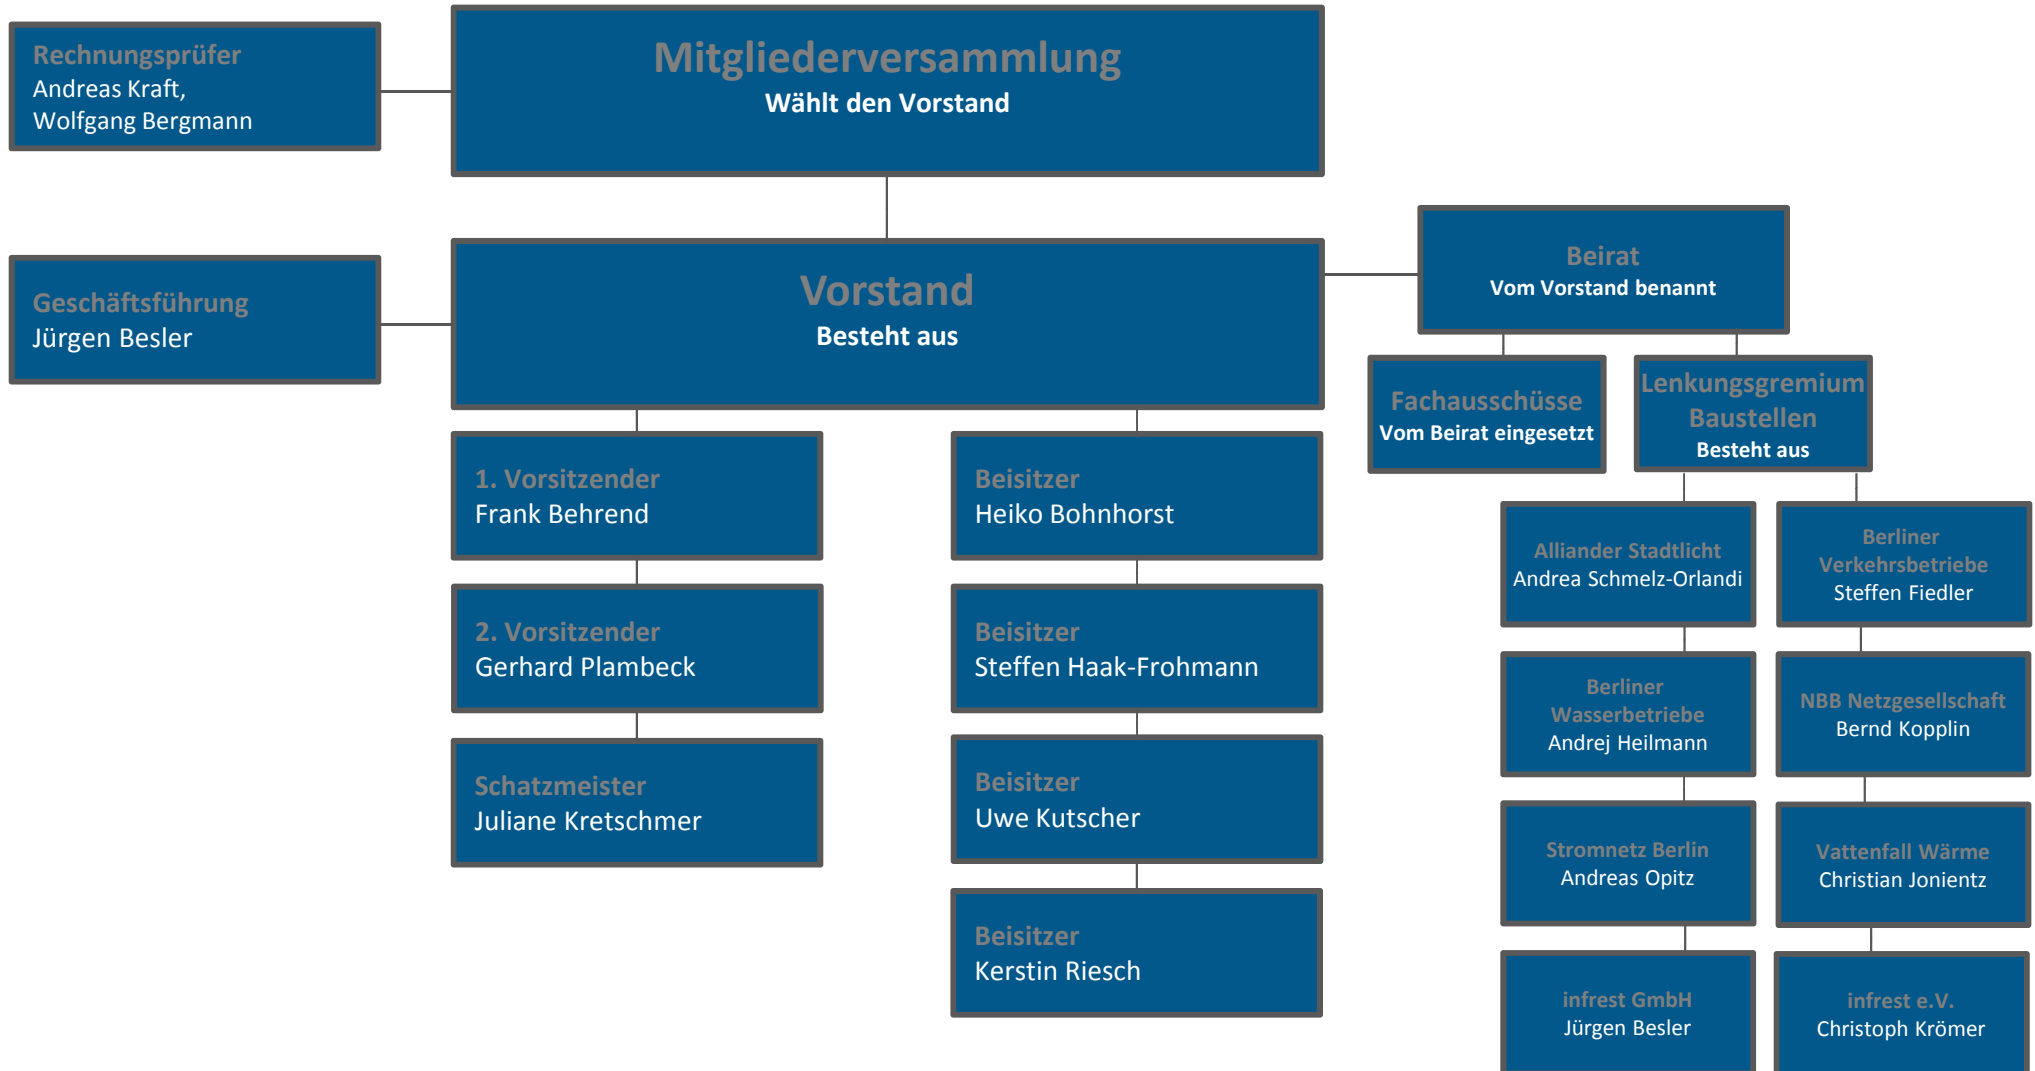 Rechnungsprüfer
Andreas Kraft,
Wolfgang Bergmann
Mitgliederversammlung
Wählt den Vorstand
Geschäftsführung
Jürgen Besler
Vorstand
Besteht aus
Beirat
Vom Vorstand benannt
Fachausschüsse
Vom Beirat eingesetzt
Lenkungsgremium
Baustellen
Besteht aus
1. Vorsitzender
Frank Behrend
2. Vorsitzender
Gerhard Plambeck
Schatzmeister
Juliane Kretschmer
Beisitzer
Heiko Bohnhorst
Beisitzer
Steffen Haak-Frohmann
Beisitzer
Uwe Kutscher
Beisitzer
Kerstin Riesch
Alliander Stadtlicht
Andrea Schmelz-Orlandi
Berliner
Wasserbetriebe
Andrej Heilmann
Stromnetz Berlin
Andreas Opitz
infrest GmbH
Jürgen Besler
Berliner
Verkehrsbetriebe
Steffen Fiedler
NBB Netzgesellschaft
Bernd Kopplin
Vattenfall Wärme
Christian Jonientz
infrest e.V.
Christoph Krömer